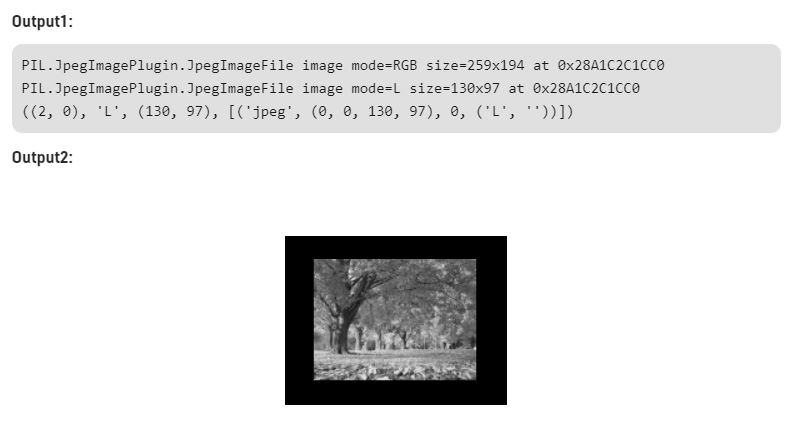 Output1:
PIL.JpegImagePlugin.JpegImageFile image mode=RGB size=259x194 at 0x28A1C2C1CC0
PIL.JpegImagePlugin.JpegImageFile image mode=L size=130x97 at 0x28A1C2C1CC0
((2, 0), 'L', (130, 97), [('jpeg', (0, 0, 130, 97), 0, ('L', ''))])
Output2: